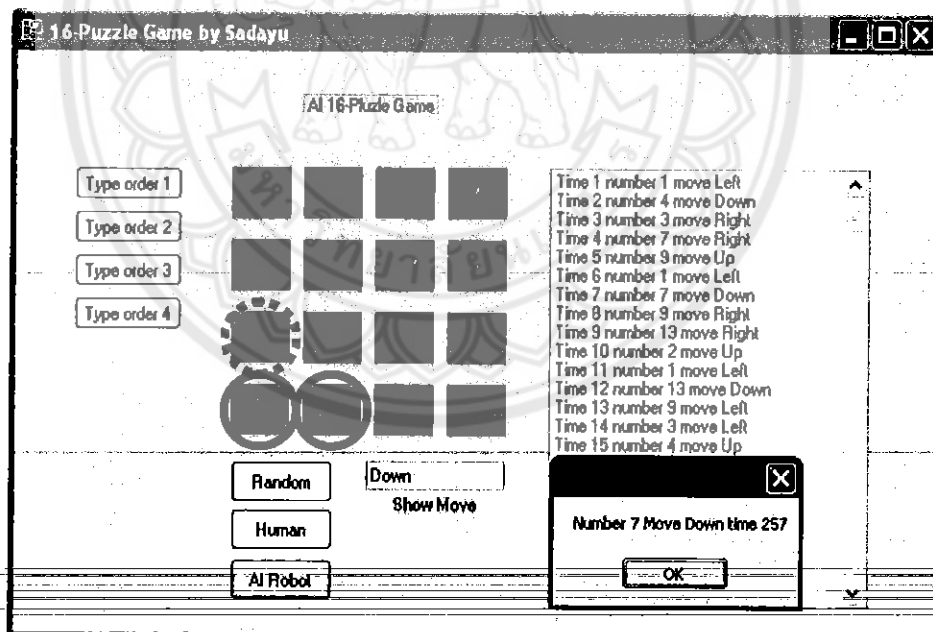 16-Puzzle Game by Sadayu
AI 16-Pluzle Game
Type order 1
Type order 2
Type order 3
Type order 4
Time 1 number 1 move Left
Time 2 number 4 move Down
Time 3 number 3 move Right
Time 4 number 7 move Right
Time 5 number 9 move Up
Time 6 number 1 move Left
Time 7 number 7 move Down
Time 8 number 9 move Right
Time 9 number 13 move Right
Time 10 number 2 move Up
Time 11 number 1 move Left
Time 12 number 13 move Down
Time 13 number 9 move Left
Time 14 number 3 move Left
Time 15 number 4 move Up
Random
Down
Show Move
Human
AI Robot
Number 7 Move Down time 257
OK